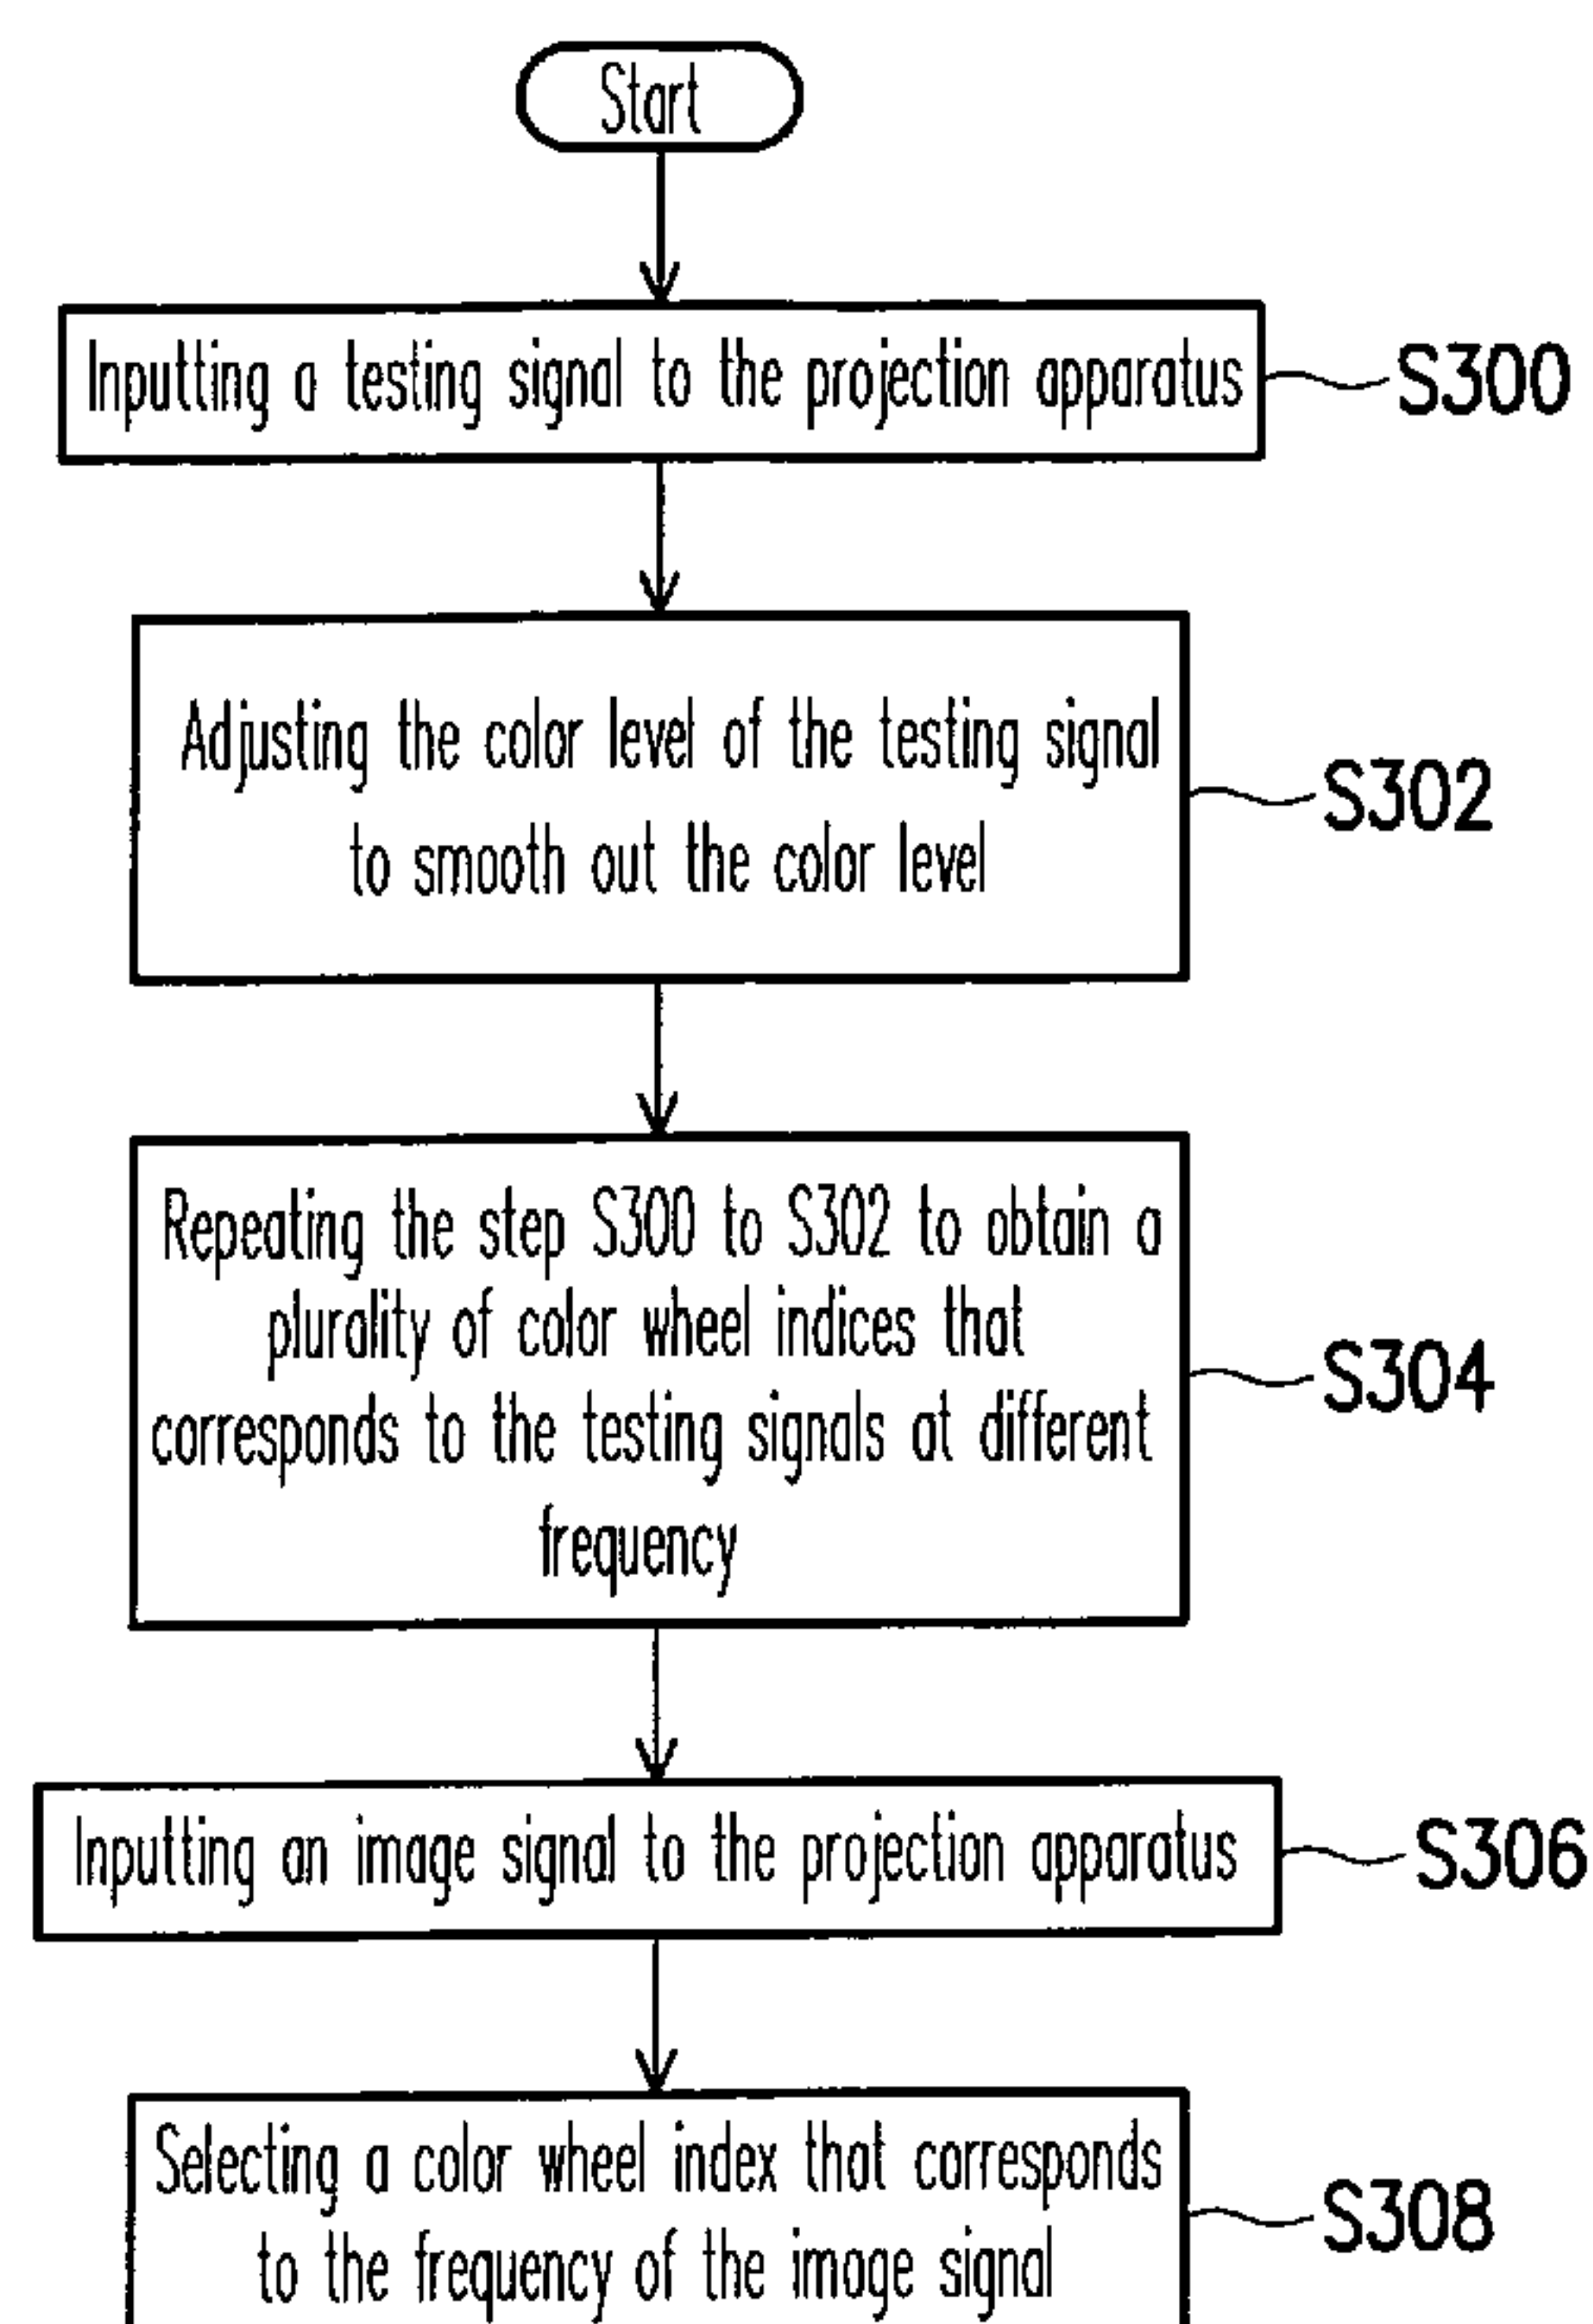 Start
Inputting a testing signal to the projection apparatus
S300
Adjusting the color level of the testing signal
to smooth out the color level
S302
Repeating the step S300 to S302 to obtain a
plurality of color wheel indices that
corresponds to the testing signals at different
frequency
S304
Inputting an image signal to the projection apparatus
S306
Selecting a color wheel index that corresponds
to the frequency of the image signal
S308